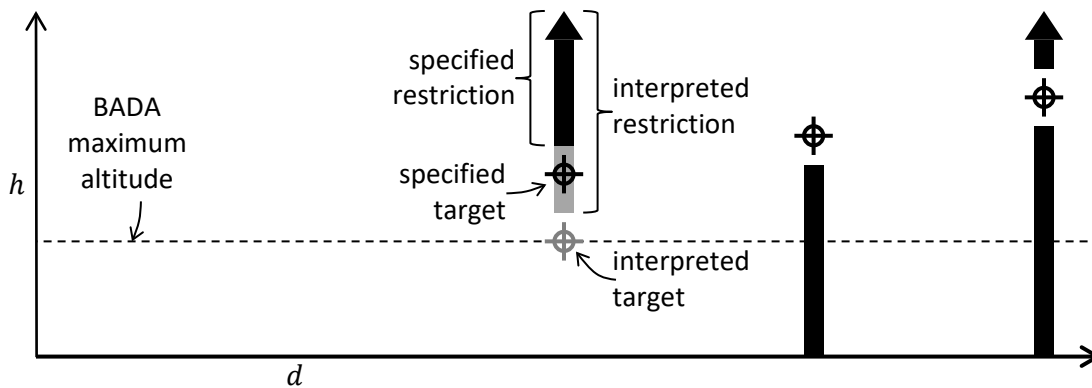 specified
restriction
interpreted
restriction
BADA
maximum
altitude
h
specified
target
interpreted
target
d